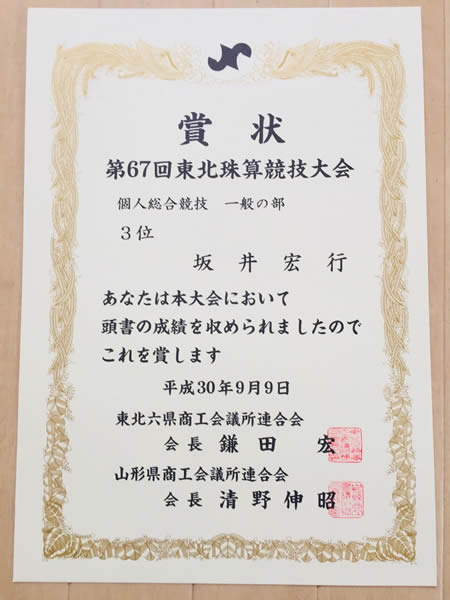 賞状
第67回東北珠算競技大会
個人総合競技 一般の部
3位
坂井宏行
あなたは本大会において
頭書の成績を収められましたので
これを賞します
平成30年9月9日
東北六県商工会議所連合会
会長 鎌田 宏
山形県商工会議所連合会
会長 清野伸昭